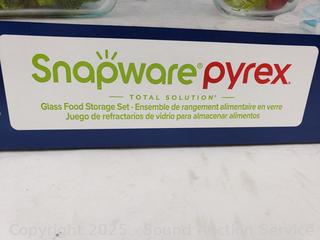 Snapware® pyrex®
TOTAL SOLUTION®
Glass Food Storage Set - Ensemble de rangement alimentaire en verre
Juego de refractarios de vidrio para almacenar alimentos
Copyright 2025 - Sound Auction Service